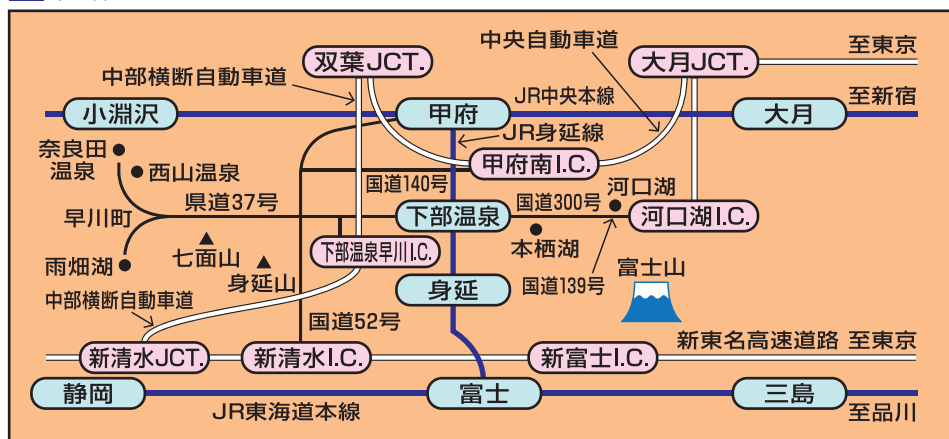 双葉JCT.
中央自動車道
大月JCT.
至東京
中部横断自動車道
JR中央本線
至新宿
小淵沢
甲府
大月
JR身延線
奈良田
温泉
西山温泉
甲府南I.C.
国道140号
河口湖
県道37号
国道300号
早川町
下部温泉
河口湖I.C.
本栖湖
七面山
下部温泉早川I.C.
雨畑湖
身延山
身延
国道139号
富士山
中部横断自動車道
国道52号
新東名高速道路
至東京
新清水JCT.
新清水I.C.
新富士I.C.
静岡
富士
三島
JR東海道本線
至品川